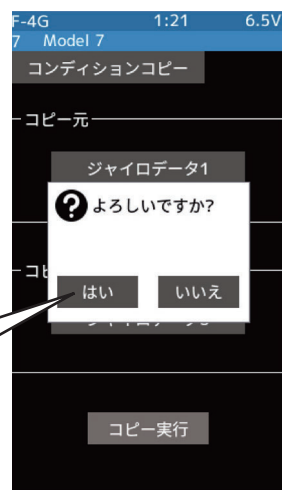 F-4G 1:21 6.5V
7 Model 7
コンディションコピー
コピー元
ジャイロデータ1
よろしいですか?
はい いいえ
コピー実行